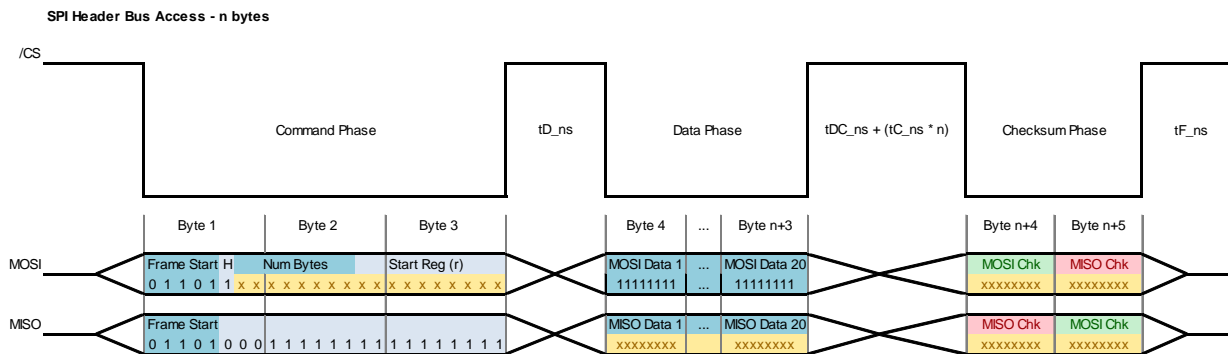 SPI Header Bus Access - n bytes
/CS
Command Phase tD_ns Data Phase tDC_ns + (tC_ns * n) Checksum Phase tF_ns
Byte 1 Byte 2 Byte 3 Byte 4 ... Byte n+3 Byte n+4 Byte n+5
MOSI Frame Start H Num Bytes Start Reg (r) MOSI Data 1 ... MOSI Data 20 MOSI Chk MISO Chk
0 1 1 0 1 1 x x x x x x x x x x x x x x x x x x 11111111 ... 11111111 xxxxxxxx xxxxxxxx
MISO Frame Start MISO Data 1 ... MISO Data 20 MISO Chk MOSI Chk
0 1 1 0 1 0 0 0 1 1 1 1 1 1 1 1 1 1 1 1 1 1 1 1 xxxxxxxx xxxxxxxx xxxxxxxx xxxxxxxx